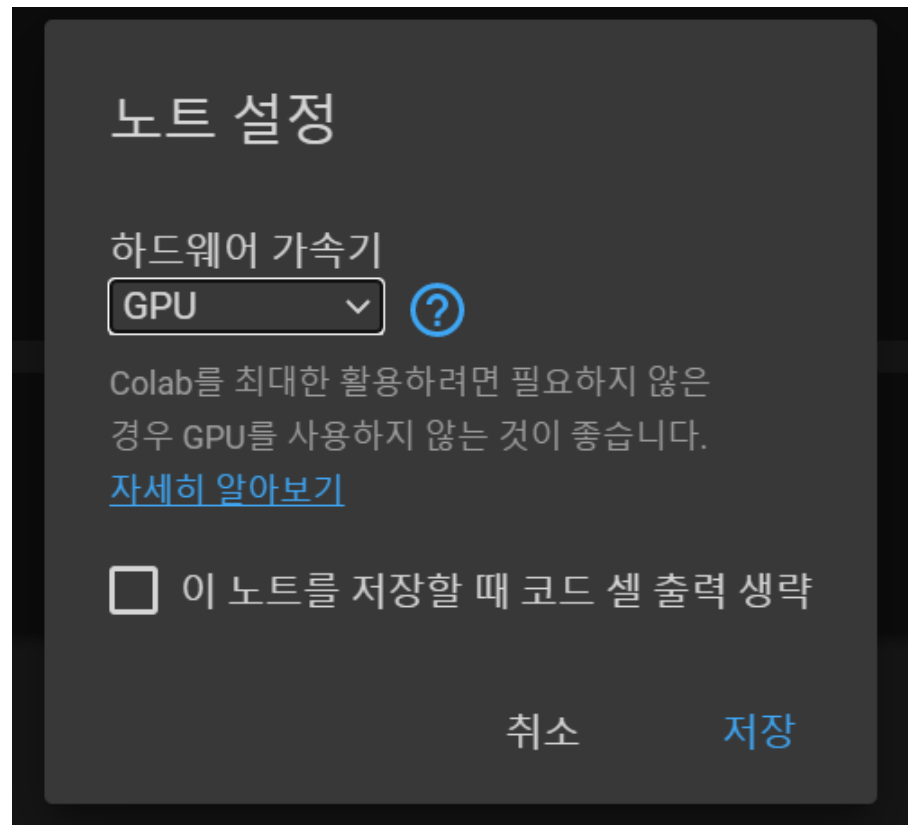 노트 설정
하드웨어 가속기
GPU
Colab를 최대한 활용하려면 필요하지 않은
경우 GPU를 사용하지 않는 것이 좋습니다.
자세히 알아보기
이 노트를 저장할 때 코드 셀 출력 생략
취소 저장